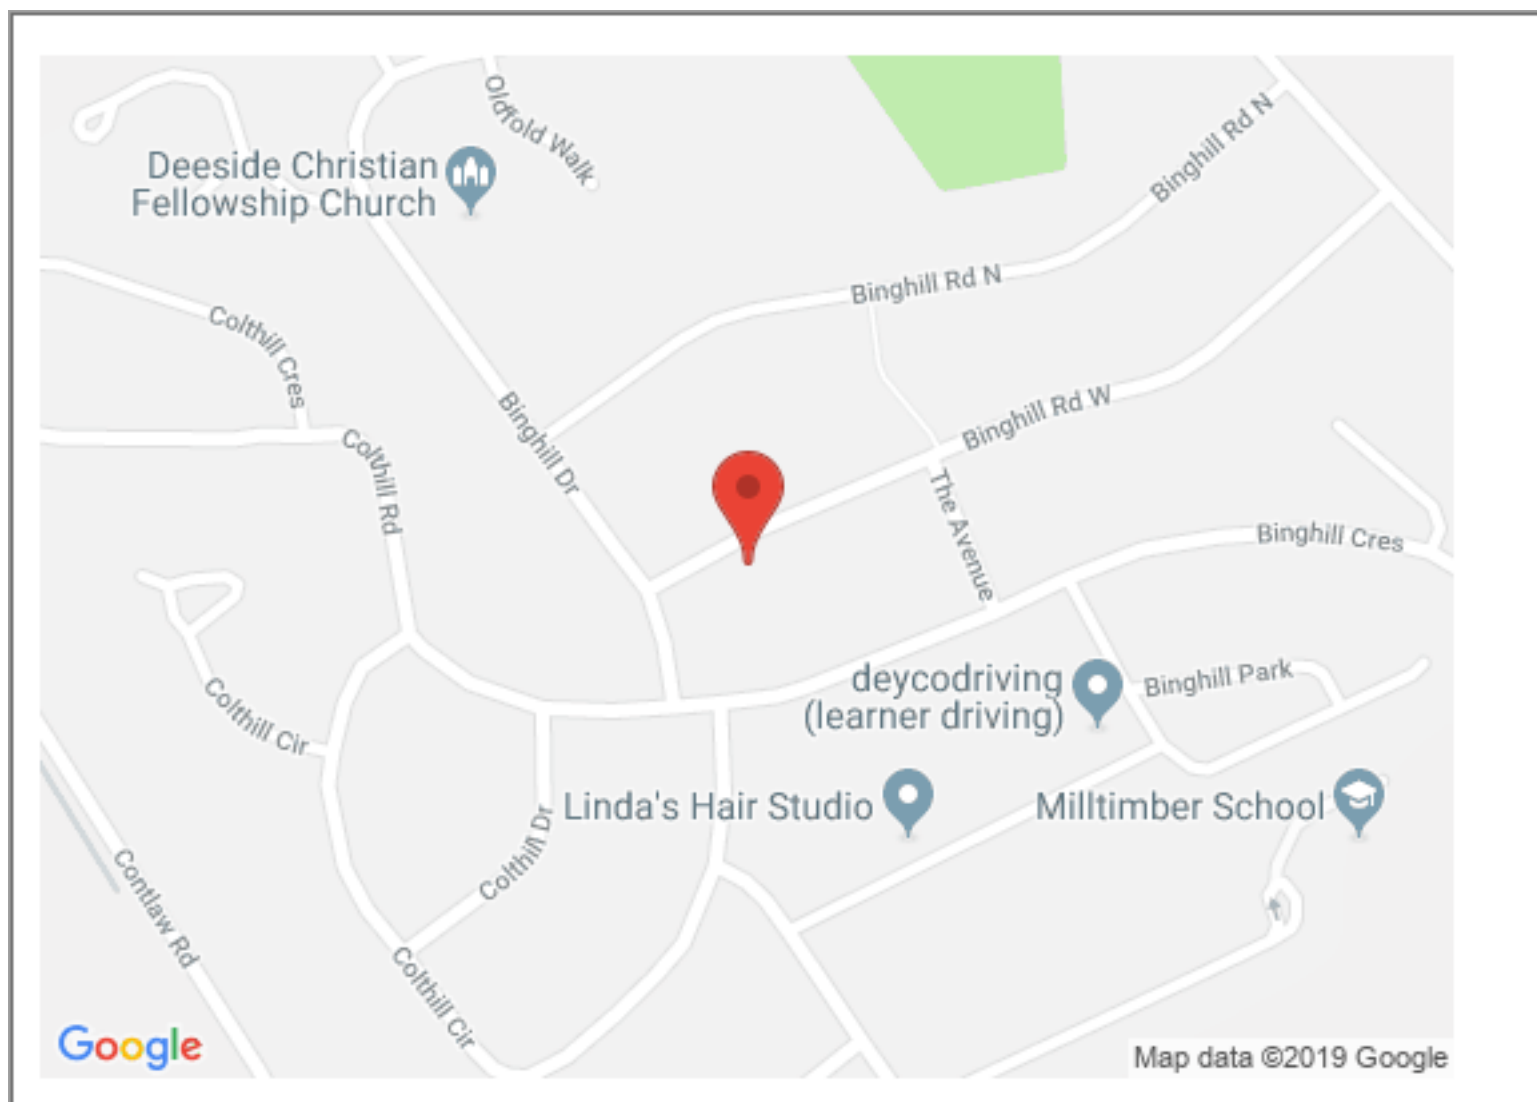 Oldfold Walk
Binghill Rd N
Deeside Christian
Fellowship Church
Binghill Rd N
Colthill Cres
Binghill Dr
Binghill Rd W
Colthill Rd
The Avenue
Binghill Cres
deycodriving
(learner driving)
Binghill Park
Colthill Cir
Linda's Hair Studio
Milltimber School
Colthill Dr
Contlaw Rd
Colthill Cir
Google
Map data ©2019 Google